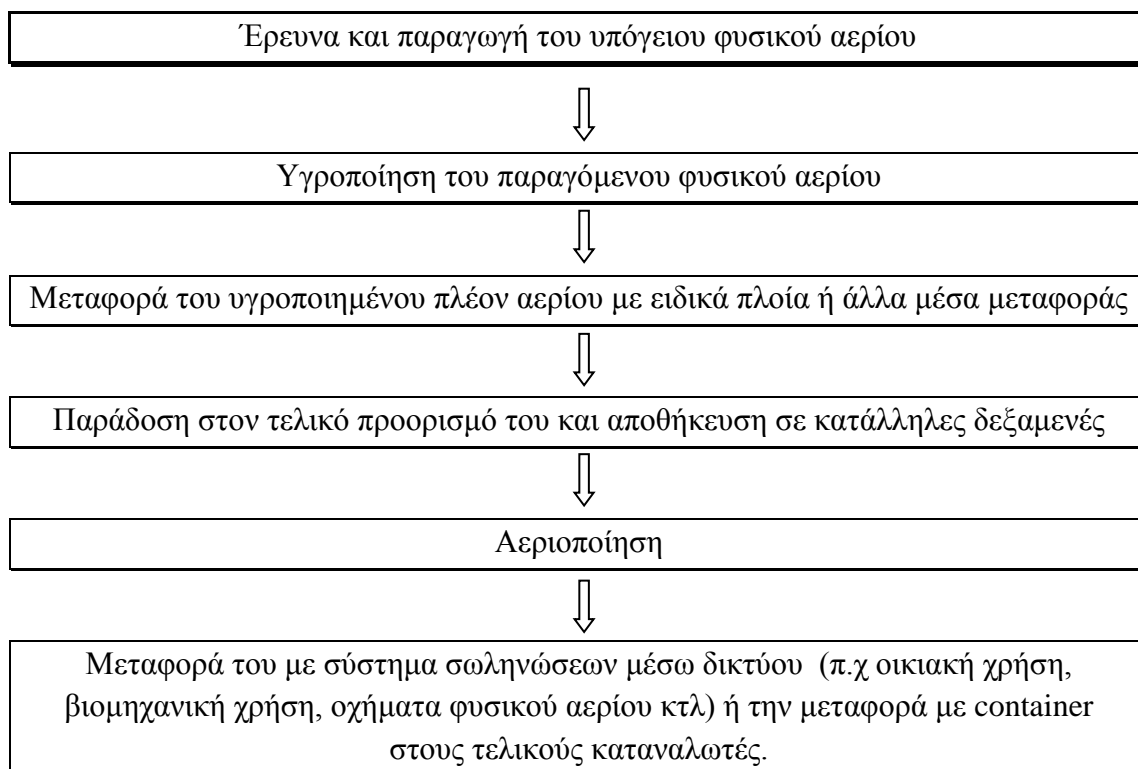 Έρευνα και παραγωγή του υπόγειου φυσικού αερίου
Υγροποίηση του παραγόμενου φυσικού αερίου
Μεταφορά του υγροποιημένου πλέον αερίου με ειδικά πλοία ή άλλα μέσα μεταφοράς
Παράδοση στον τελικό προορισμό του και αποθήκευση σε κατάλληλες δεξαμενές
Αεριοποίηση
Μεταφορά του με σύστημα σωληνώσεων μέσω δικτύου (π.χ οικιακή χρήση,
βιομηχανική χρήση, οχήματα φυσικού αερίου κτλ) ή την μεταφορά με container
στους τελικούς καταναλωτές.